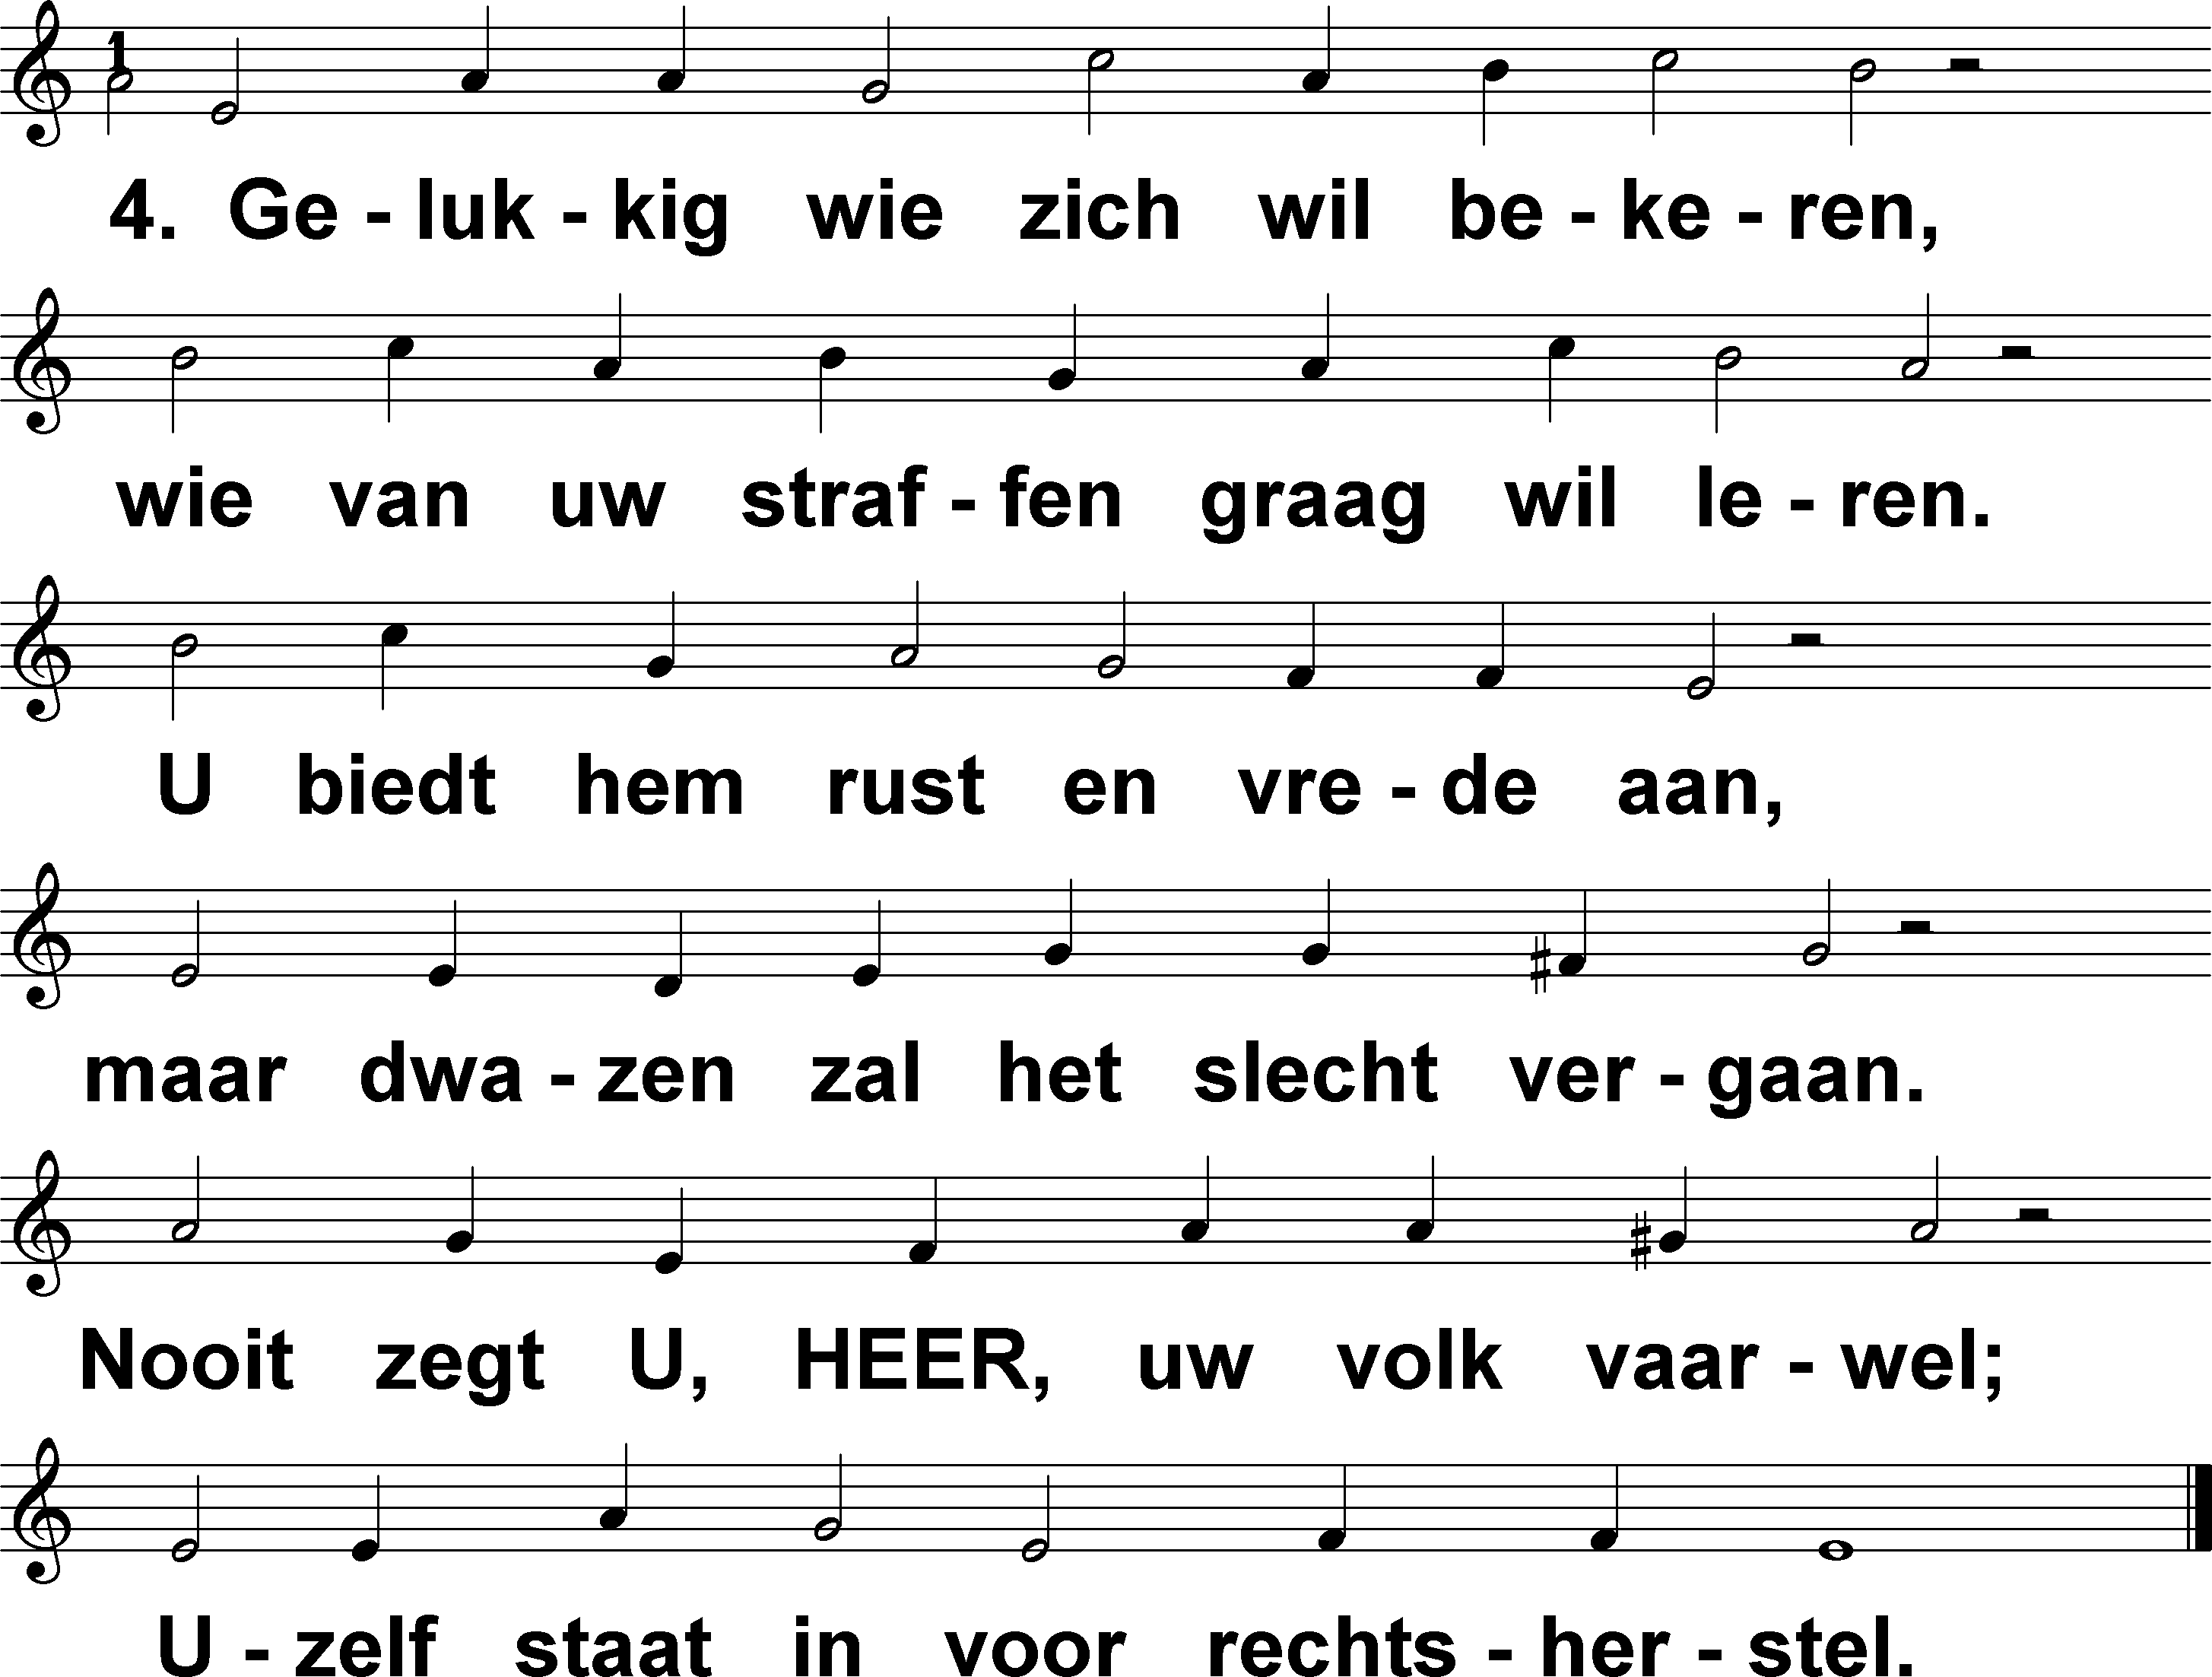 1
4. Ge - luk - kig wie zich wil be - ke - ren,
wie van uw straf - fen graag wil le - ren.
U biedt hem rust en vre - de aan,
maar dwa - zen zal het slecht ver - gaan.
Nooit zegt U, HEER, uw volk vaar - wel;
U - zelf staat in voor rechts - her - stel.